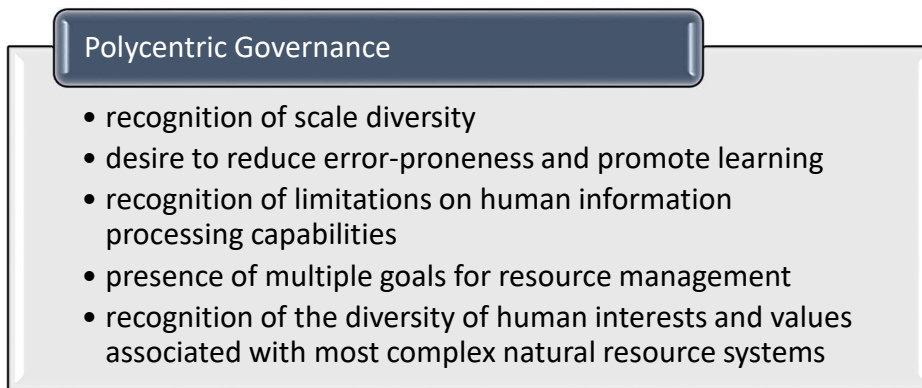 Polycentric Governance
• recognition of scale diversity
• desire to reduce error-proneness and promote learning
• recognition of limitations on human information
processing capabilities
• presence of multiple goals for resource management
• recognition of the diversity of human interests and values
associated with most complex natural resource systems